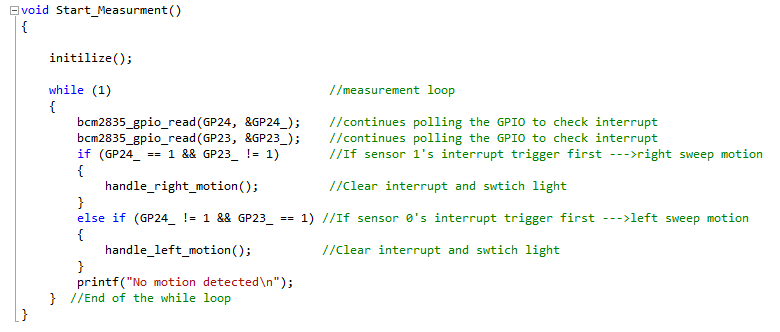 void Start_Measurment()
{
initilize();
while (1) //measurement loop
{
bcm2835_gpio_read(GP24, &GP24_); //continues polling the GPIO to check interrupt
bcm2835_gpio_read(GP23, &GP23_); //continues polling the GPIO to check interrupt
if (GP24_ == 1 && GP23_ != 1) //If sensor 1's interrupt trigger first --->right sweep motion
{
handle_right_motion(); //Clear interrupt and swtich light
}
else if (GP24_ != 1 && GP23_ == 1) //If sensor 0's interrupt trigger first --->left sweep motion
{
handle_left_motion(); //Clear interrupt and swtich light
}
printf("No motion detected\n");
} //End of the while loop
}